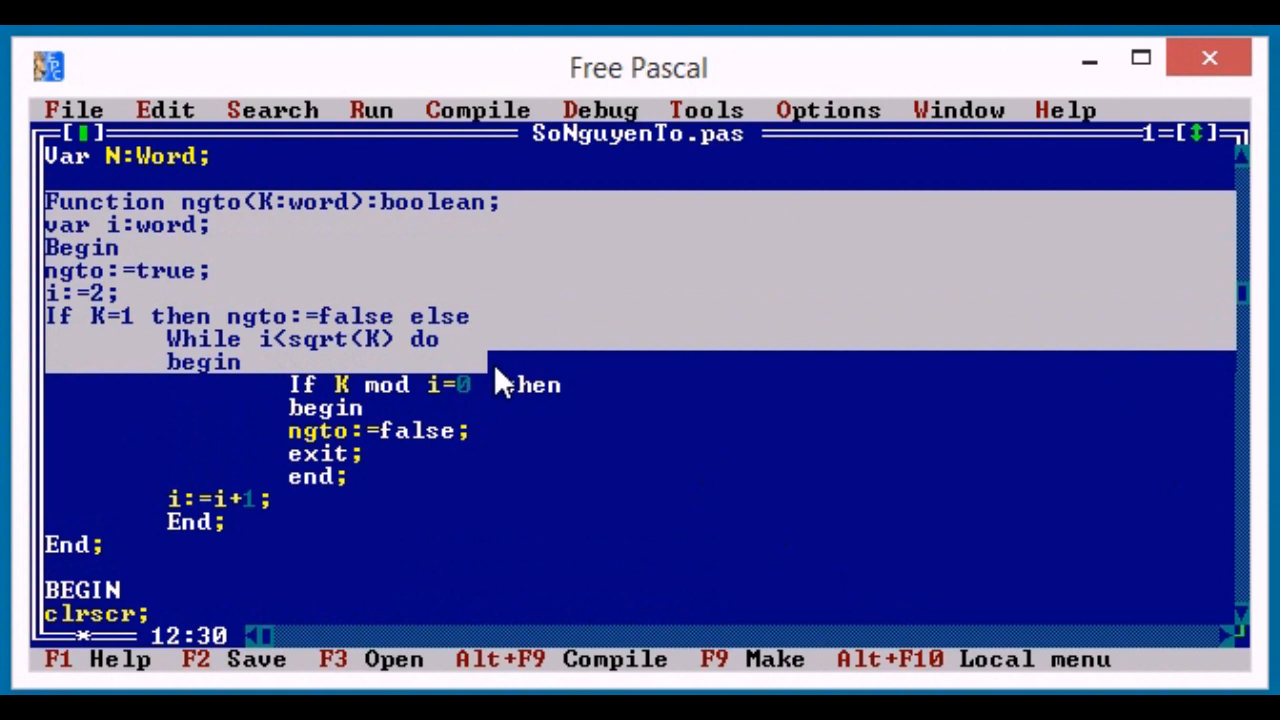 Free Pascal
File Edit Search Run Compile Debug Tools Options Window Help
SoNguyenTo.pas 1=[↕]
Var N:Word;
Function ngto(K:word):boolean;
var i:word;
Begin
ngto:=true;
i:=2;
If K=1 then ngto:=false else
While i<sqrt(K) do
begin
If K mod i=0 then
begin
ngto:=false;
exit;
end;
i:=i+1;
End;
End;
BEGIN
clrscr;
12:30
F1 Help F2 Save F3 Open Alt+F9 Compile F9 Make Alt+F10 Local menu